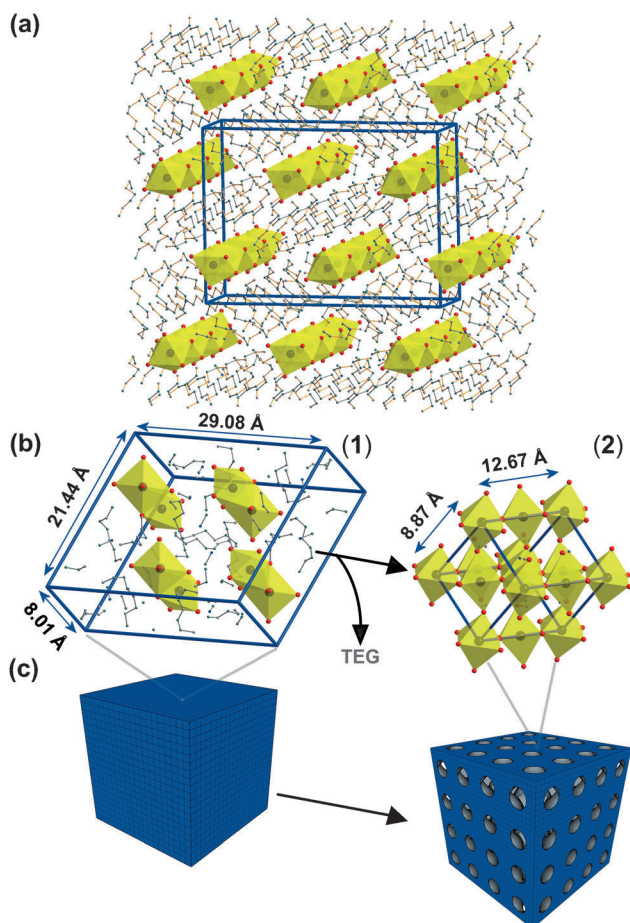 (a)
(b)
29.08 Å
(1)
(2)
21.44 Å
12.67 Å
8.87 Å
8.01 Å
TEG
(c)